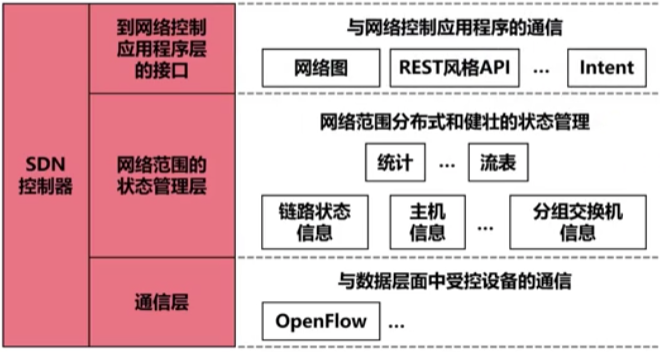 SDN
控制器
到网络控制
应用程序层
的接口
与网络控制应用程序的通信
网络图
REST风格API
...
Intent
网络范围的
状态管理层
网络范围分布式和健壮的状态管理
统计
...
流表
链路状态
信息
主机
信息
...
分组交换机
信息
通信层
与数据层面中受控设备的通信
OpenFlow
...